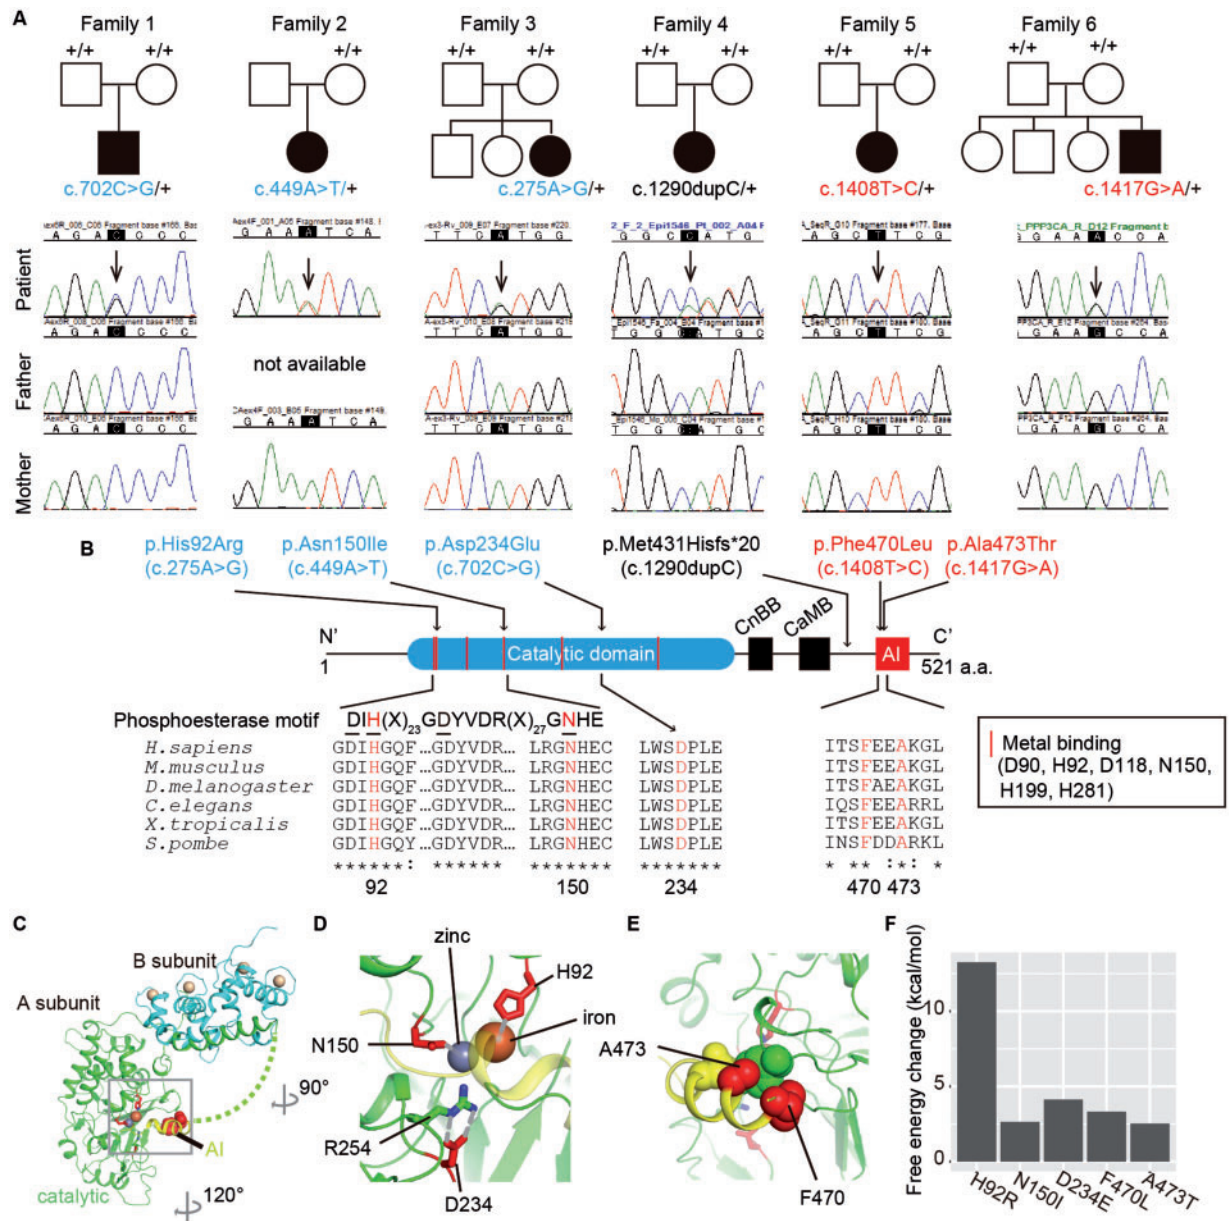 A
Family 1
Family 2
Family 3
Family 4
Family 5
Family 6
+/+ +/+
+/+
+/+ +/+
+/+ +/+
+/+ +/+
+/+ +/+
c.702C>G/+
c.449A>T/+
c.275A>G/+
c.1290dupC/+
c.1408T>C/+
c.1417G>A/+
Patient
A G A C C C C
G A A A T C A
T T C A T G G
G G C C A T G
A G C T T C G
G G A A A C C A
Father
A G A C C C C
not available
T T C A T G G
T G G C A T G C
A G C T T C G
G A A G A C C A
Mother
A G A C C C C
G A A A T C A
T T C A T G G
T G G C A T G C
A G C T T C G
G A A G A C C A
B
p.His92Arg
(c.275A>G)
p.Asn150Ile
(c.449A>T)
p.Asp234Glu
(c.702C>G)
p.Met431Hisfs*20
(c.1290dupC)
p.Phe470Leu
(c.1408T>C)
p.Ala473Thr
(c.1417G>A)
N'
1
Catalytic domain
CnBB
CaMB
AI
C'
521 a.a.
Phosphoesterase motif DIH(X)23GDYVDR(X)27GNHE
H.sapiens GDIHGQF…GDYVDR… LRGNHEC LWSDPLE ITSFEEAKGL
M.musculus GDIHGQF…GDYVDR… LRGNHEC LWSDPLE ITSFEEAKGL
D.melanogaster GDIHGQF…GDYVDR… LRGNHEC LWSDPLE ITSFAEAKGL
C.elegans GDIHGQF…GDYVDR… LRGNHEC LWSDPLE IQSFEEARRL
X.tropicalis GDIHGQF…GDYVDR… LRGNHEC LWSDPLE ITSFEEAKGL
S.pombe GDIHGQY…GDYVDR… LRGNHEC LWSDPLE INSFDDARKL
******: ****** ******* ******* * ** :*:* *
92 150 234 470 473
Metal binding
(D90, H92, D118, N150,
H199, H281)
C
B subunit
A subunit
90°
AI
catalytic
120°
D
zinc
H92
iron
N150
R254
D234
E
A473
F470
F
Free energy change (kcal/mol)
10
5
0
H92R
N150I
D234E
F470L
A473T